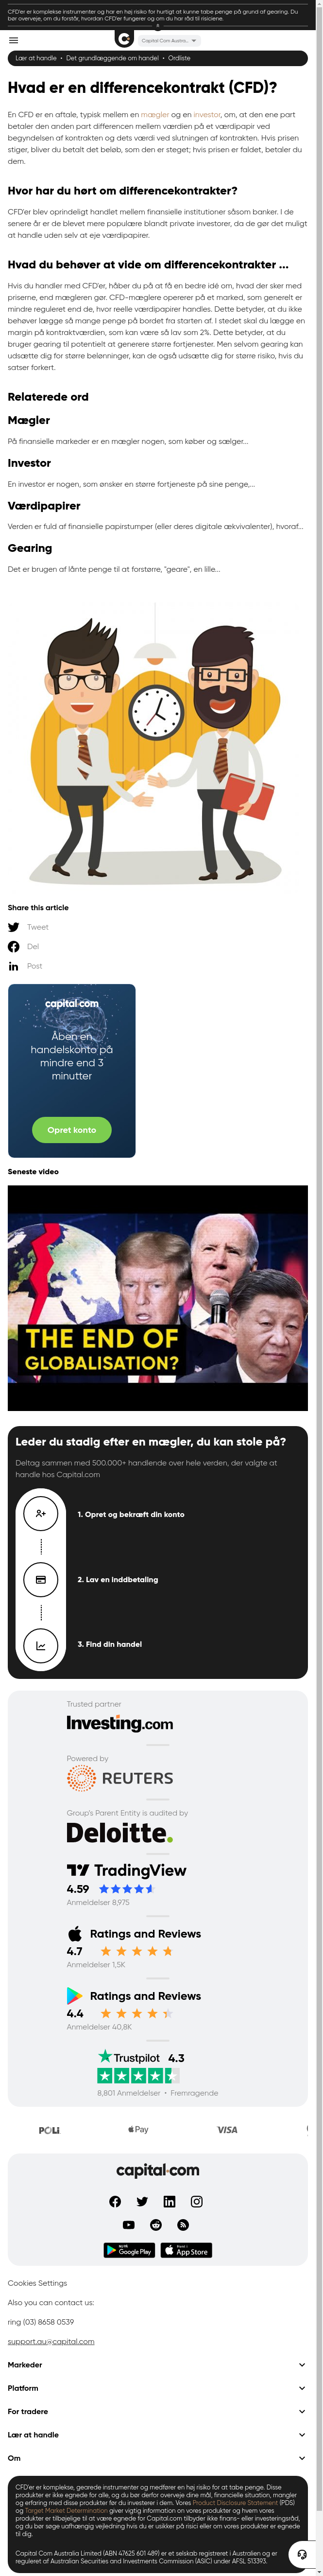 CFD'er er komplekse instrumenter og har en høj risiko for hurtigt at kunne tabe penge på grund af gearing. Du
bør overveje, om du forstår, hvordan CFD'er fungerer og om du har råd til risiciene.
Capital Com Austra...
Lær at handle • Det grundlæggende om handel • Ordliste
Hvad er en differencekontrakt (CFD)?
En CFD er en aftale, typisk mellem en mægler og en investor, om, at den ene part
betaler den anden part differencen mellem værdien på et værdipapir ved
begyndelsen af kontrakten og dets værdi ved slutningen af kontrakten. Hvis prisen
stiger, bliver du betalt det beløb, som den er steget; hvis prisen er faldet, betaler du
dem.
Hvor har du hørt om differencekontrakter?
CFD'er blev oprindeligt handlet mellem finansielle institutioner såsom banker. I de
senere år er de blevet mere populære blandt private investorer, da de gør det muligt
at handle uden selv at eje værdipapirer.
Hvad du behøver at vide om differencekontrakter ...
Hvis du handler med CFD'er, håber du på at få en bedre idé om, hvad der sker med
priserne, end mægleren gør. CFD-mæglere opererer på et marked, som generelt er
mindre reguleret end de, hvor reelle værdipapirer handles. Dette betyder, at du ikke
behøver lægge så mange penge på bordet fra starten af. I stedet skal du lægge en
margin på kontraktværdien, som kan være så lav som 2%. Dette betyder, at du
bruger gearing til potentielt at generere større fortjenester. Men selvom gearing kan
udsætte dig for større belønninger, kan de også udsætte dig for større risiko, hvis du
satser forkert.
Relaterede ord
Mægler
På finansielle markeder er en mægler nogen, som køber og sælger...
Investor
En investor er nogen, som ønsker en større fortjeneste på sine penge,...
Værdipapirer
Verden er fuld af finansielle papirstumper (eller deres digitale ækvivalenter), hvoraf...
Gearing
Det er brugen af lånte penge til at forstørre, "geare", en lille...
Share this article
Tweet
Del
Post
capital.com
Åben en
handelskonto på
mindre end 3
minutter
Opret konto
Seneste video
THE END OF
GLOBALISATION?
Leder du stadig efter en mægler, du kan stole på?
Deltag sammen med 500.000+ handlende over hele verden, der valgte at
handle hos Capital.com
1. Opret og bekræft din konto
2. Lav en inddbetaling
3. Find din handel
Trusted partner
Investing.com
Powered by
REUTERS
Group's Parent Entity is audited by
Deloitte.
TradingView
4.59
Anmeldelser 8,975
Ratings and Reviews
4.7
Anmeldelser 1,5K
Ratings and Reviews
4.4
Anmeldelser 40,8K
Trustpilot 4.3
8,801 Anmeldelser • Fremragende
POLi
Pay
VISA
capital.com
Google Play
App Store
Cookies Settings
Also you can contact us:
ring (03) 8658 0539
support.au@capital.com
Markeder
Platform
For tradere
Lær at handle
Om
CFD'er er komplekse, gearede instrumenter og medfører en høj risiko for at tabe penge. Disse
produkter er ikke egnede for alle, og du bør derfor overveje dine mål, finansielle situation, mangler
og erfaring med disse produkter før du investerer i dem. Vores Product Disclosure Statement (PDS)
og Target Market Determination giver vigtig information om vores produkter og hvem vores
produkter er tilgængelige til at være egnede for. Capital.com tilbyder ikke finans- eller investeringsråd,
og du bør søge uafhængig vejledning hvis du er usikker på risici eller om vores produkter er egnede
til dig.
Capital Com Australia Limited (ABN 47625 601 489) er et selskab registreret i Australien og er
reguleret af Australian Securities and Investments Commission (ASIC) under AFSL 513393.